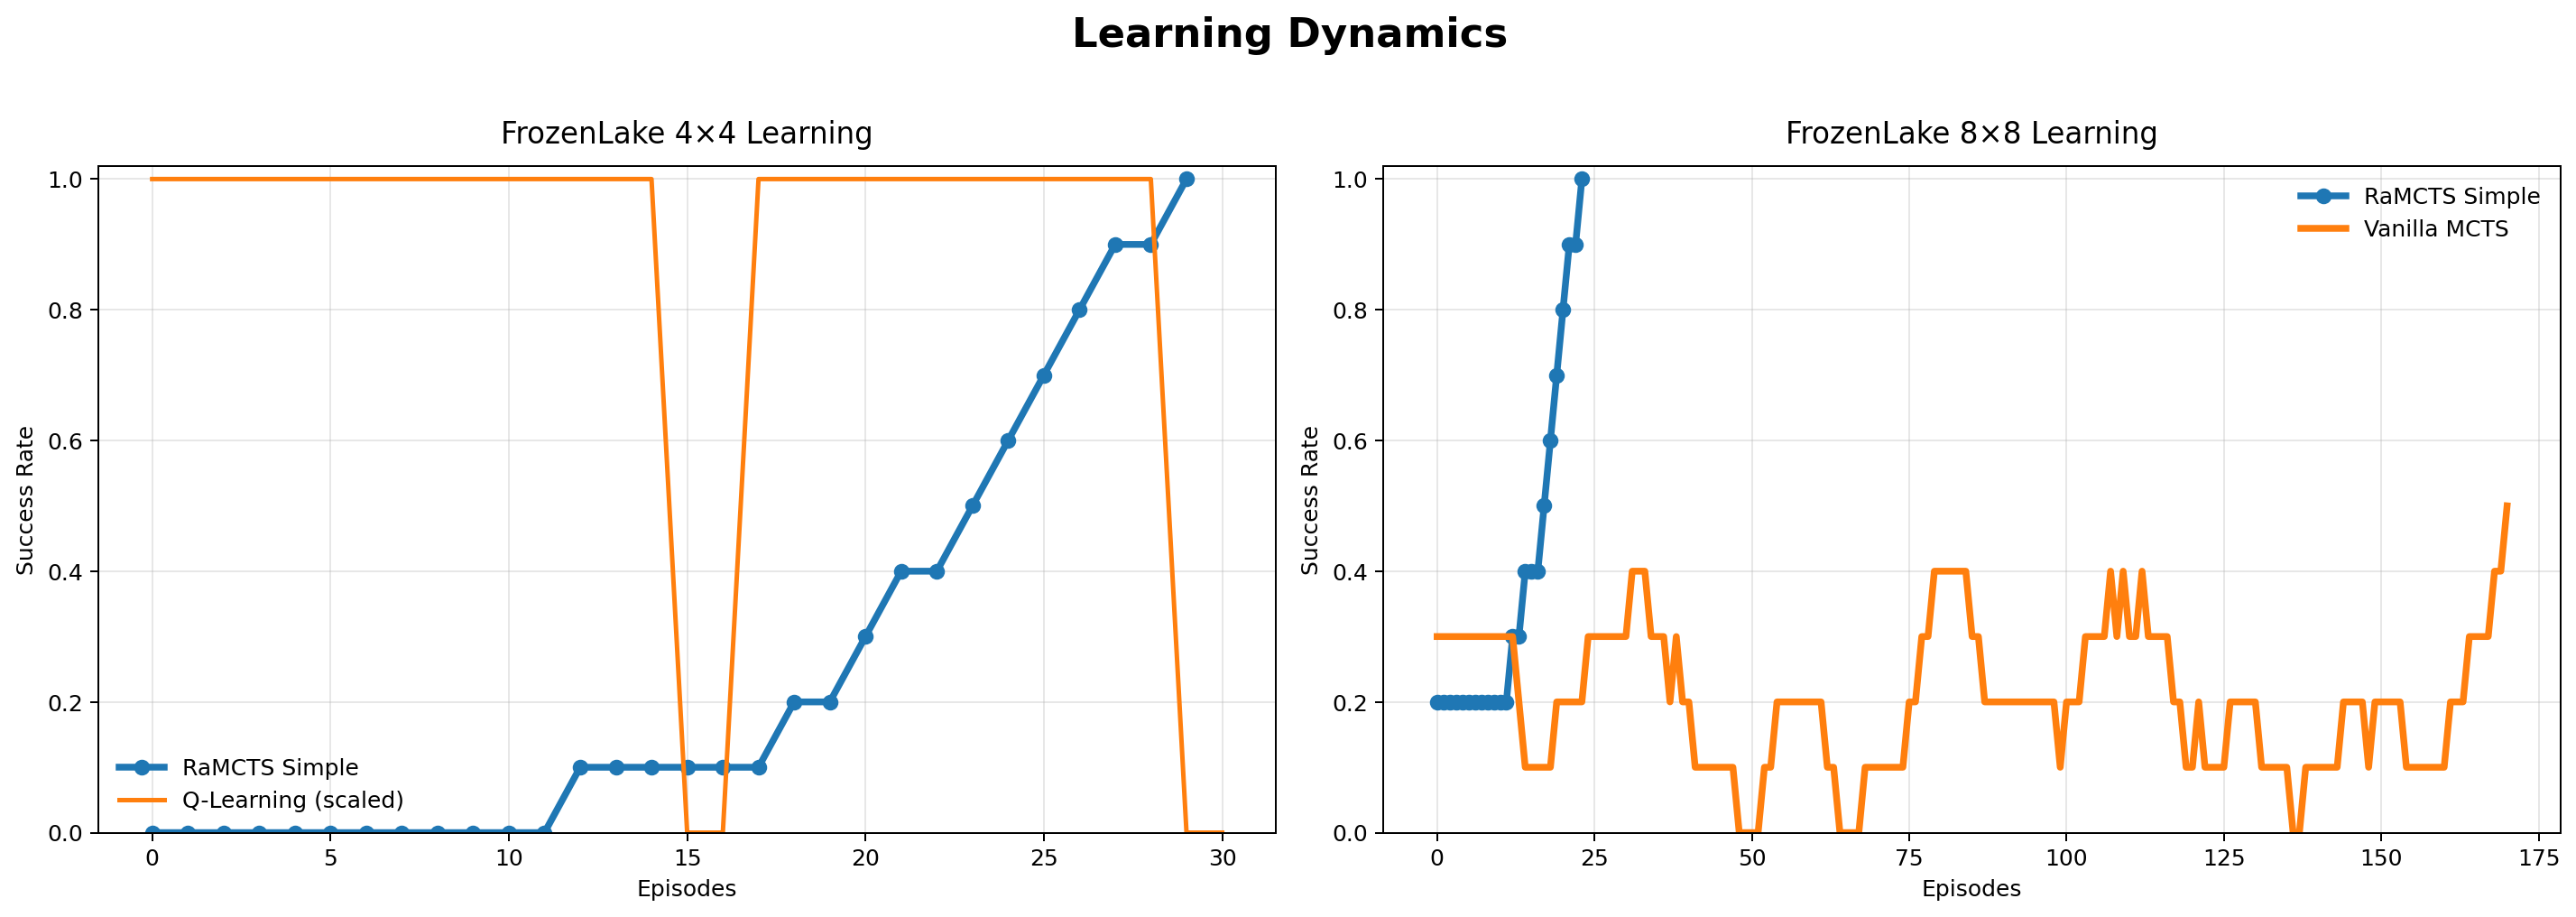 Learning Dynamics
FrozenLake 4×4 Learning
Success Rate
1.0
0.8
0.6
0.4
0.2
0.0
RaMCTS Simple
Q-Learning (scaled)
0 5 10 15 20 25 30
Episodes
FrozenLake 8×8 Learning
Success Rate
1.0
0.8
0.6
0.4
0.2
0.0
RaMCTS Simple
Vanilla MCTS
0 25 50 75 100 125 150 175
Episodes